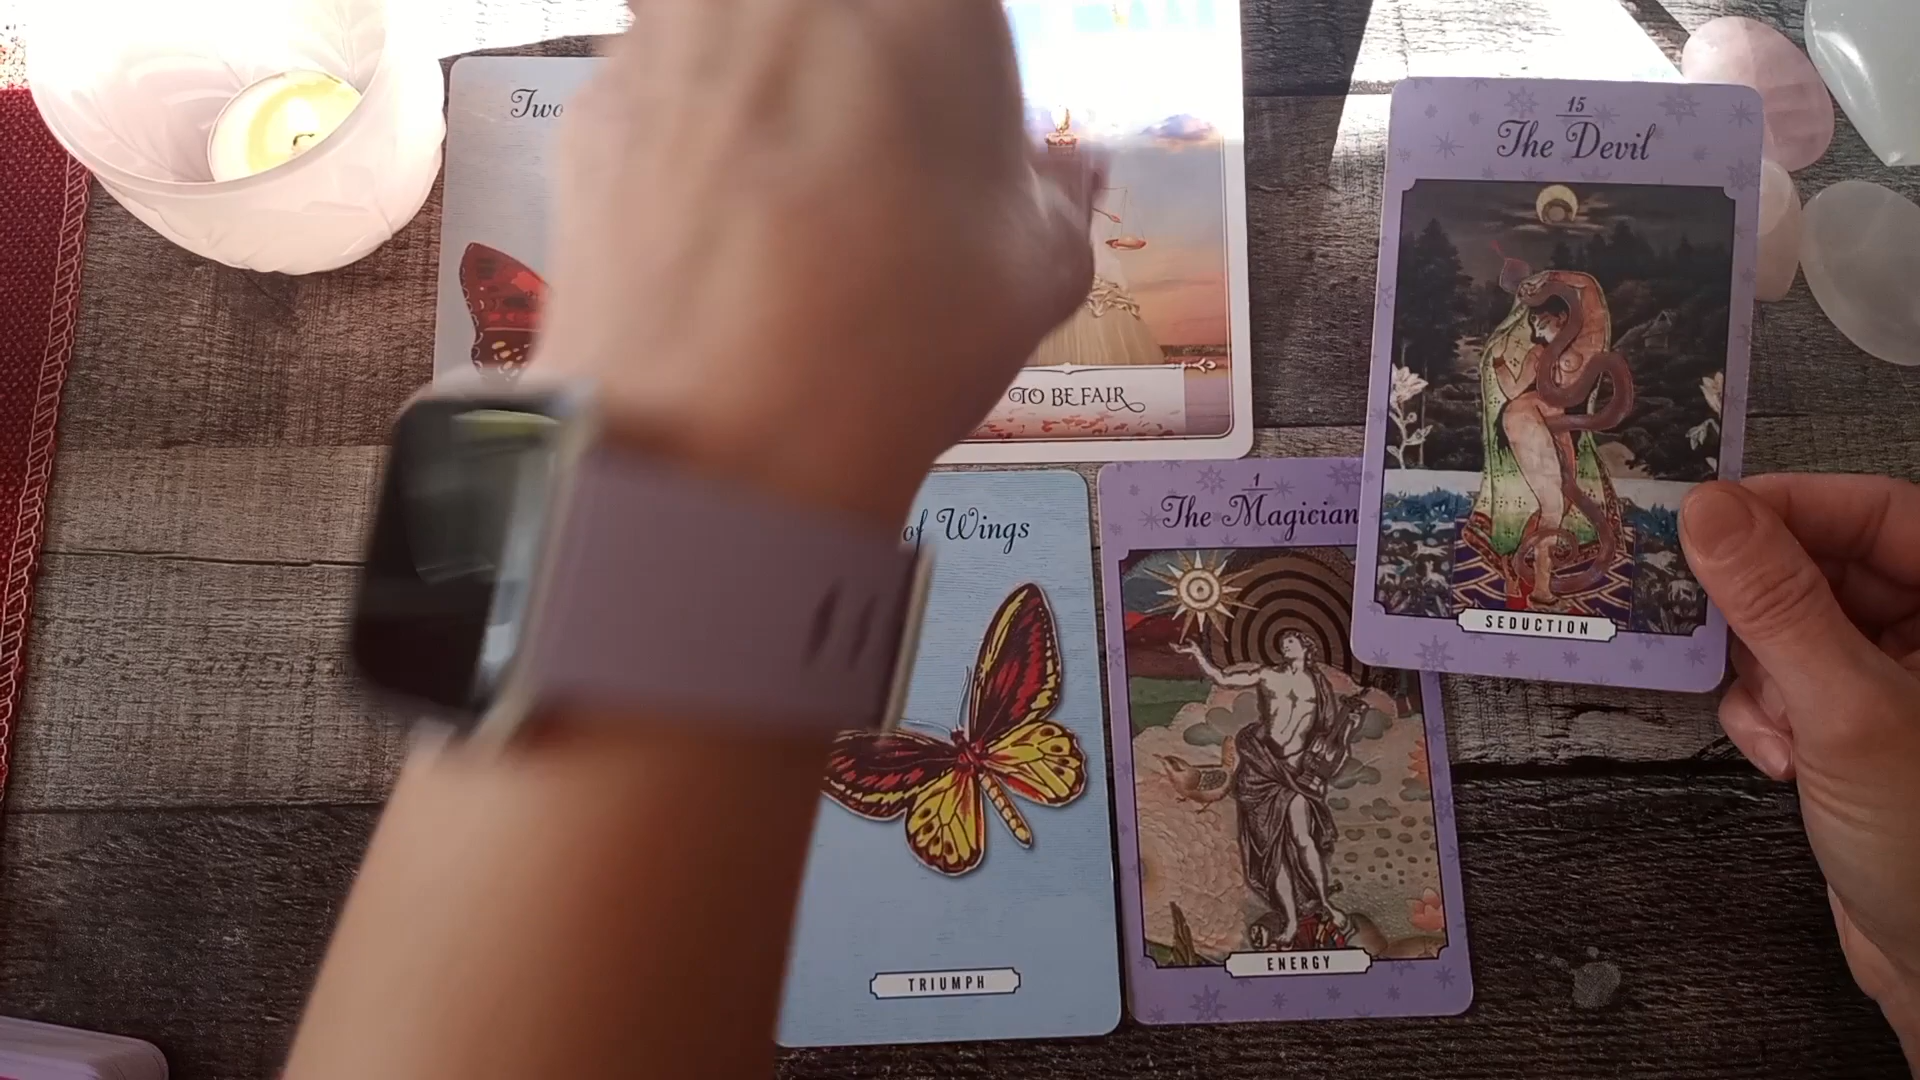 Two
TO BE FAIR
15
The Devil
SEDUCTION
of Wings
TRIUMPH
1
The Magician
ENERGY